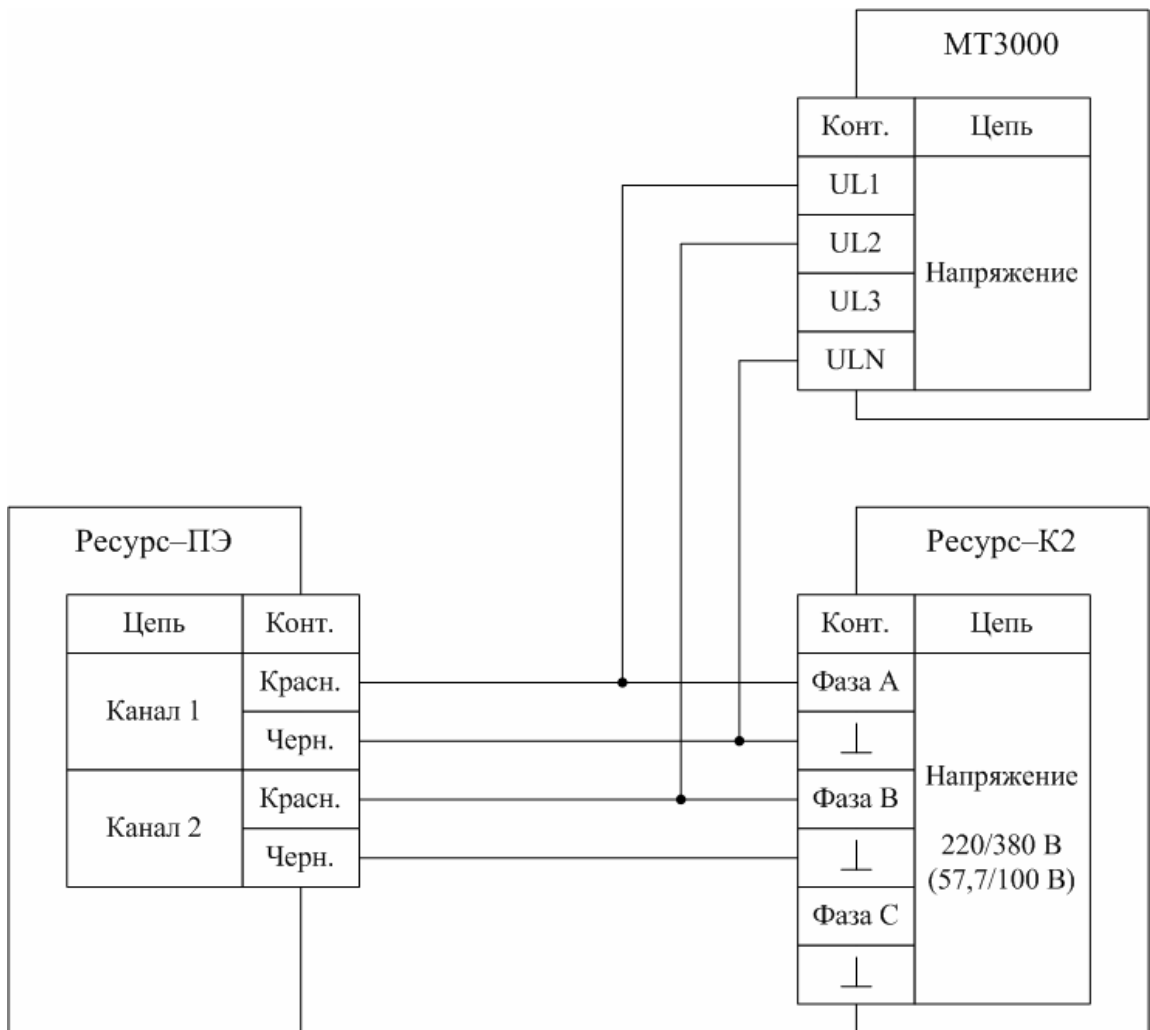 МТ3000
Конт. Цепь
UL1
UL2
Напряжение
UL3
ULN
Ресурс–ПЭ
Цепь Конт.
Канал 1
Красн.
Черн.
Канал 2
Красн.
Черн.
Ресурс–К2
Конт. Цепь
Фаза А
⊥
Фаза В
⊥
Фаза С
⊥
Напряжение
220/380 В
(57,7/100 В)